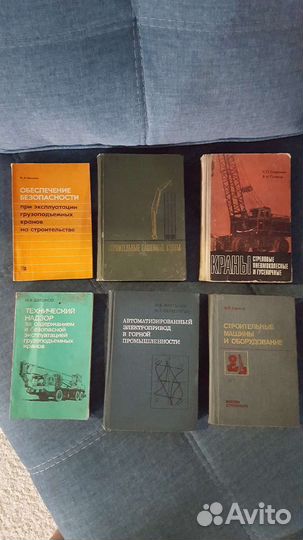 ОБЕСПЕЧЕНИЕ
БЕЗОПАСНОСТИ
при эксплуатации
грузоподъемных
кранов
на строительстве
СТРОИТЕЛЬНЫЕ БАШЕННЫЕ КРАНЫ
КРАНЫ
СТРЕЛОВЫЕ
ПНЕВМОКОЛЕСНЫЕ
И ГУСЕНИЧНЫЕ
ТЕХНИЧЕСКИЙ
НАДЗОР
за содержанием
и безопасной
эксплуатацией
грузоподъемных
кранов
АВТОМАТИЗИРОВАННЫЙ
ЭЛЕКТРОПРИВОД
В ГОРНОЙ
ПРОМЫШЛЕННОСТИ
СТРОИТЕЛЬНЫЕ
МАШИНЫ
И ОБОРУДОВАНИЕ
Avito